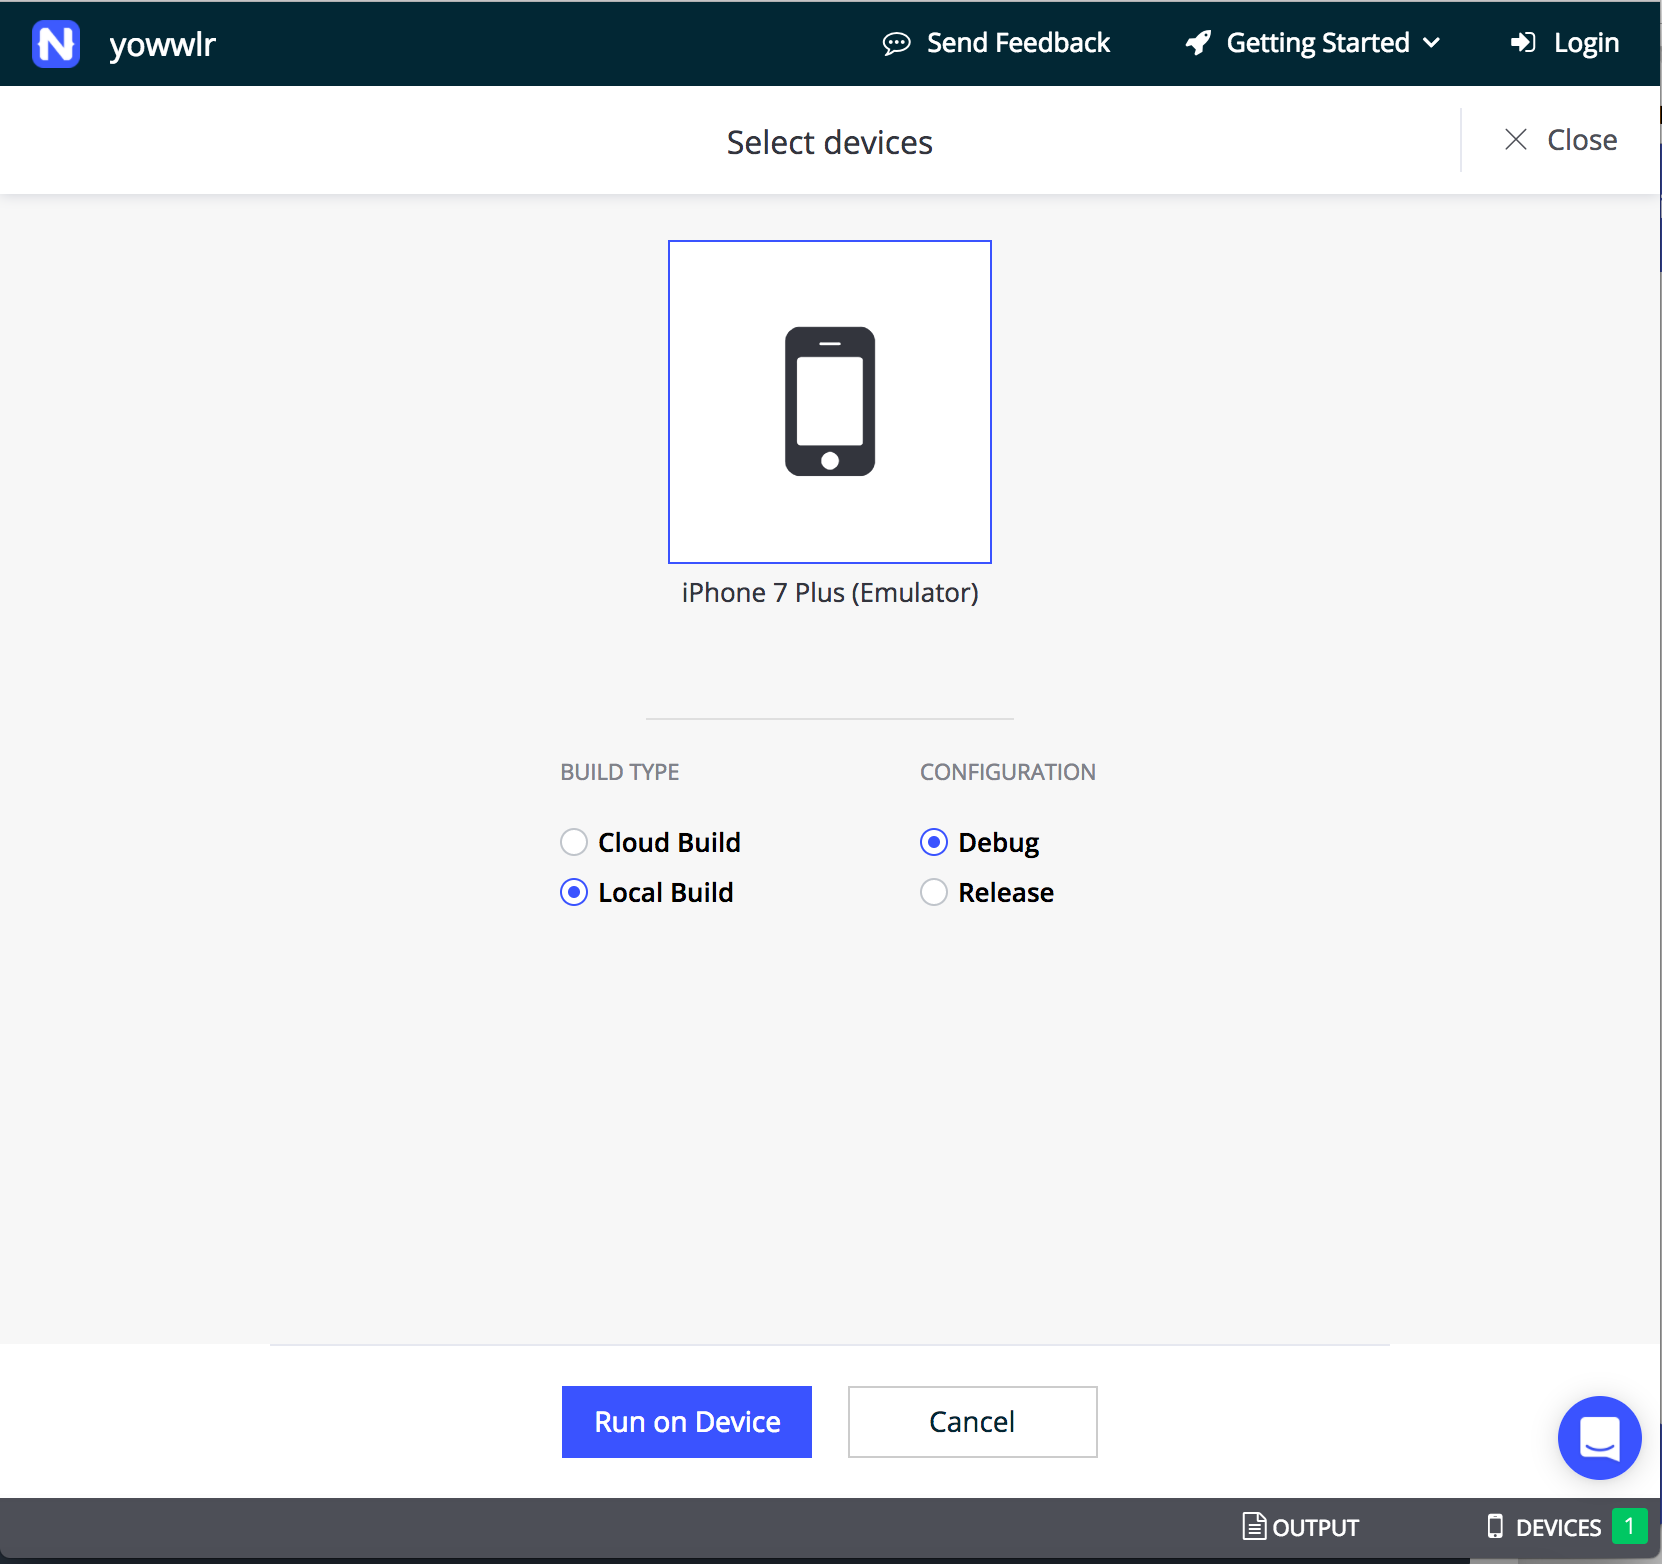 N yowwlr Send Feedback Getting Started Login
Select devices Close
iPhone 7 Plus (Emulator)
BUILD TYPE CONFIGURATION
Cloud Build Debug
Local Build Release
Run on Device Cancel
OUTPUT DEVICES 1